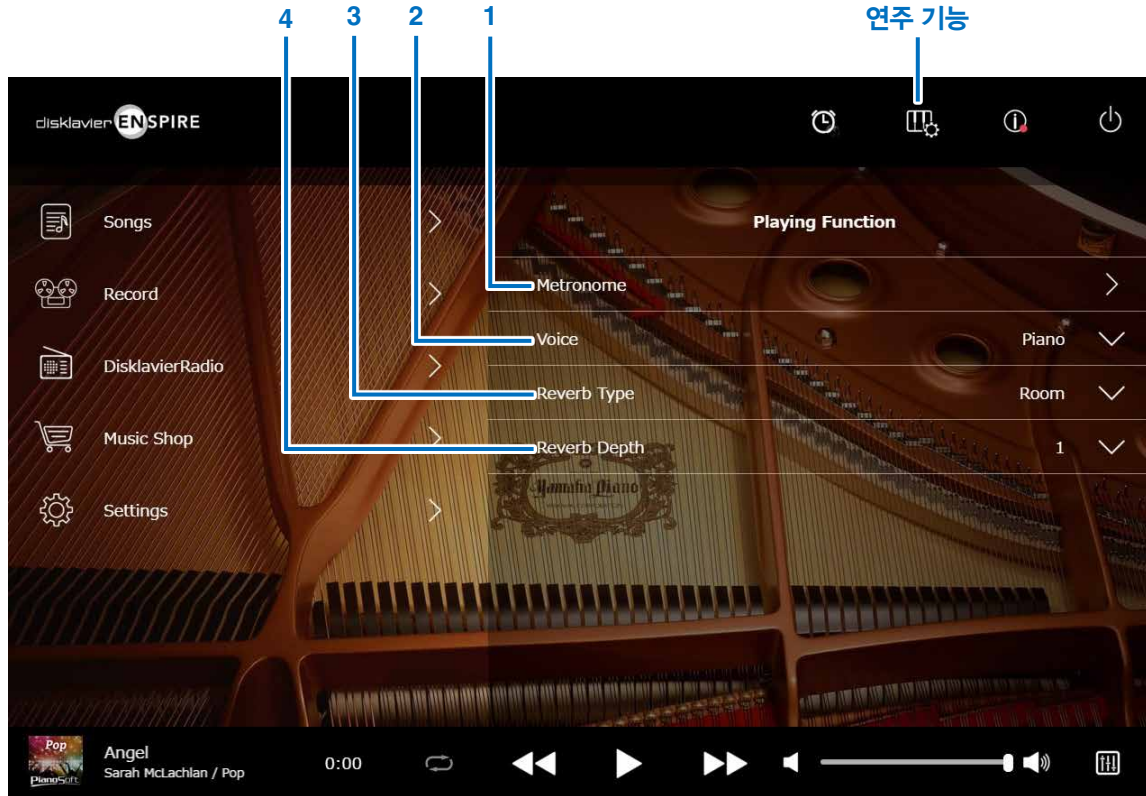 4 3 2 1 연주 기능
disklavier ENSPIRE
Songs
Record
DisklavierRadio
Music Shop
Settings
Playing Function
Metronome
Voice Piano
Reverb Type Room
Reverb Depth 1
Yamaha Piano
Pop
PianoSoft
Angel
Sarah McLachlan / Pop
0:00